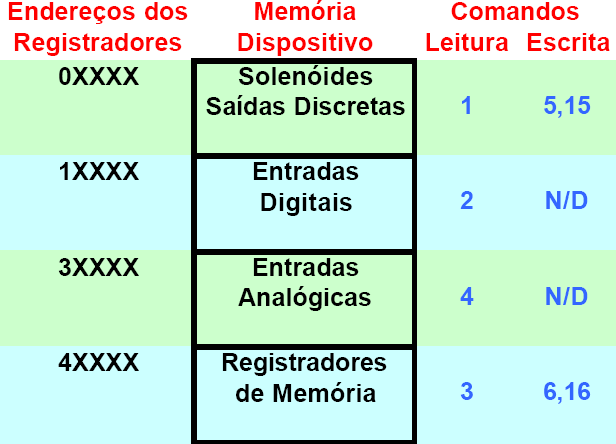 Endereços dos Memória Comandos
Registradores Dispositivo Leitura Escrita
0XXXX Solenóides
Saídas Discretas 1 5,15
1XXXX Entradas
Digitais 2 N/D
3XXXX Entradas
Analógicas 4 N/D
4XXXX Registradores
de Memória 3 6,16